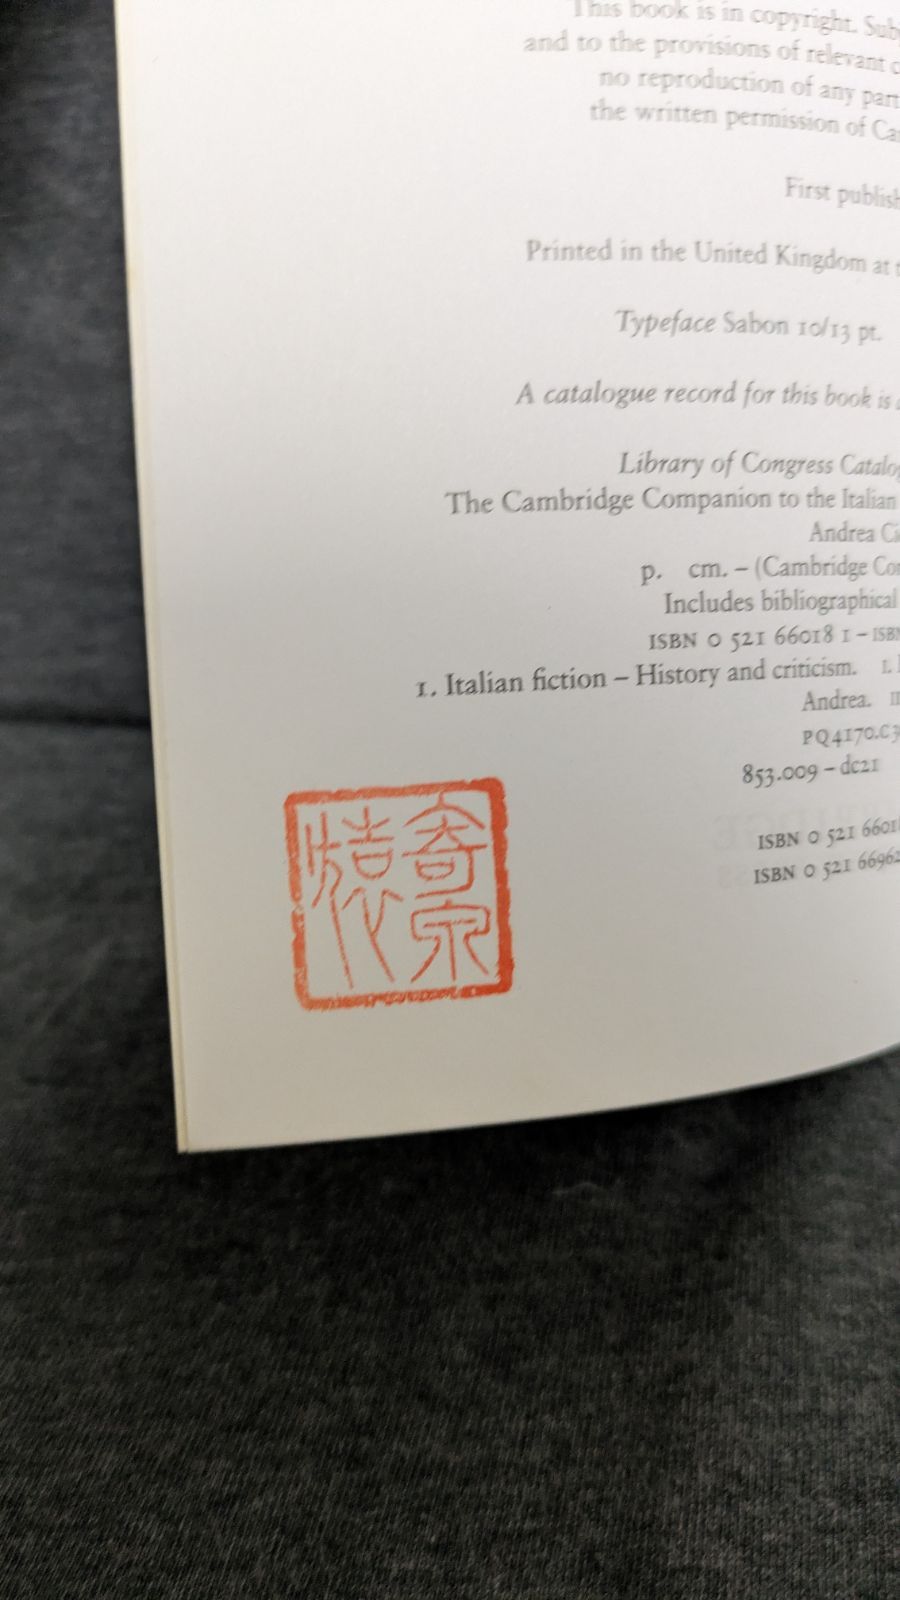 This book is in copyright.
and to the provisions of relevant
no reproduction of any part
the written permission of
First
Printed in the United Kingdom at
Typeface Sabon 10/13 pt.
A catalogue record for this book is
Library of Congress
The Cambridge Companion to the Italian
Andrea
p. cm. – (Cambridge
Includes bibliographical
ISBN 0 521 66018 1 –
1. Italian fiction – History and criticism.
Andrea.
853.009 – dc21
ISBN 0 521
ISBN 0 521